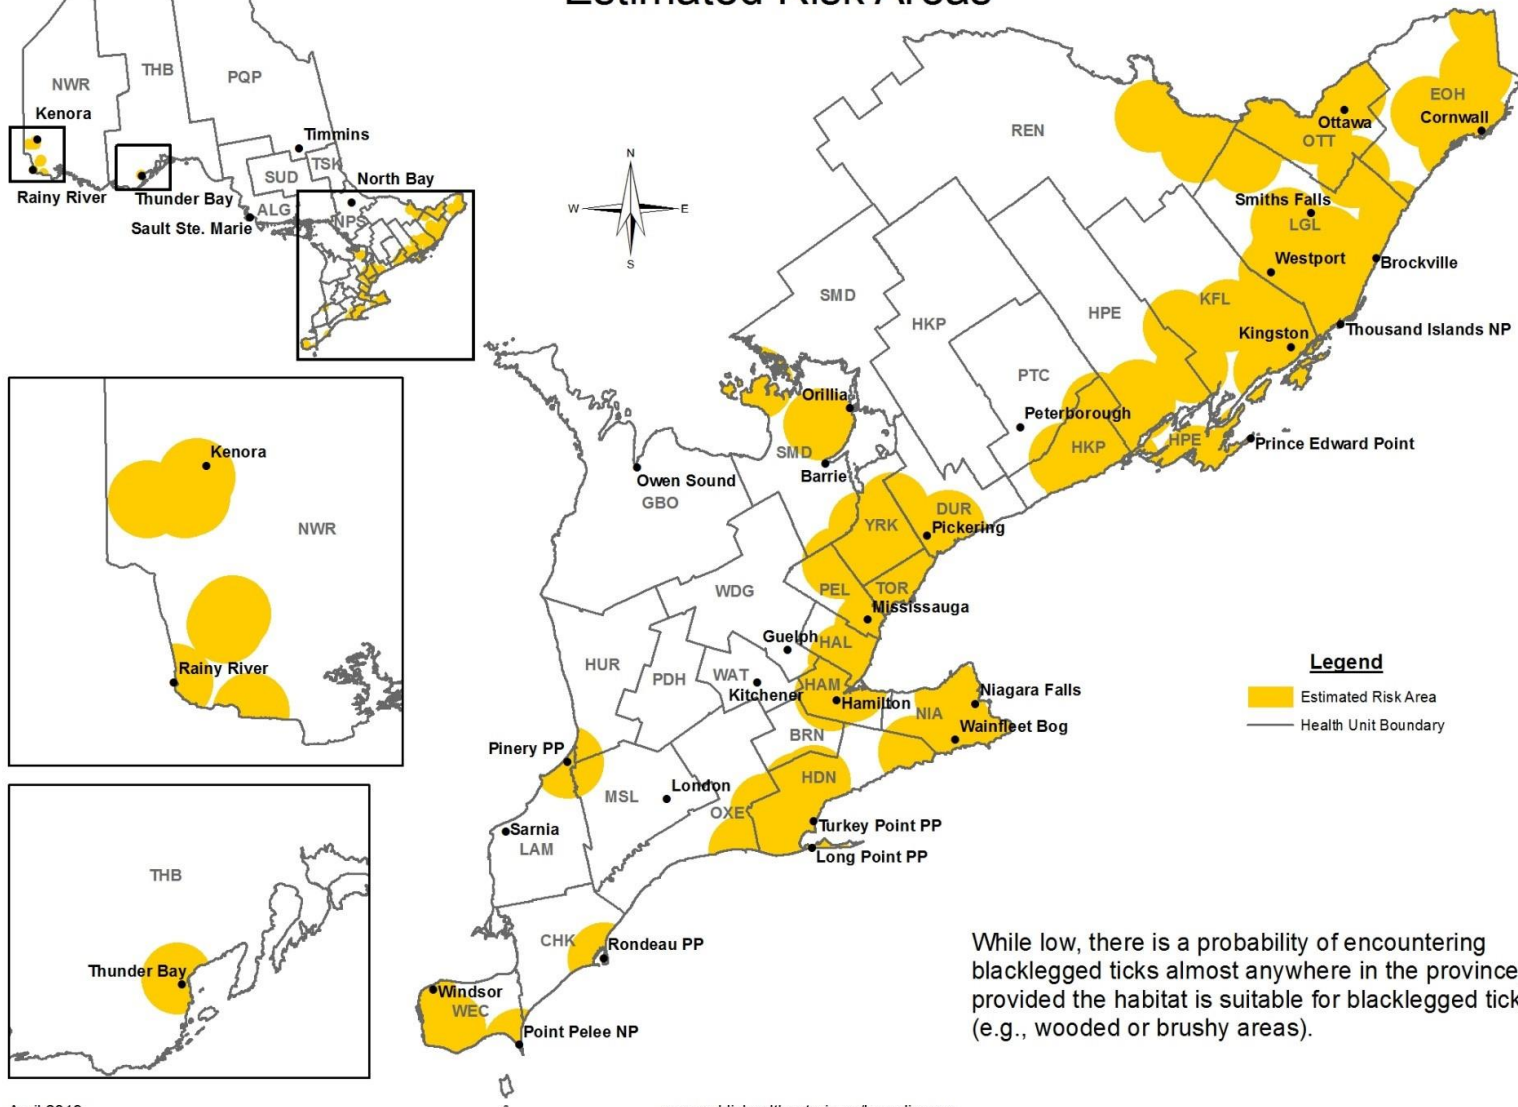 Estimated Risk Areas
NWR
THB
PQP
Kenora
Timmins
TSK
SUD
North Bay
Rainy River
Thunder Bay
ALG
NPS
Sault Ste. Marie
N
W
E
S
REN
Ottawa
OTT
EOH
Cornwall
Smiths Falls
LGL
Westport
Brockville
SMD
HKP
HPE
KFL
Kingston
Thousand Islands NP
PTC
Orillia
Peterborough
HKP
HPE
Prince Edward Point
SMD
Barrie
Owen Sound
GBO
Kenora
NWR
Rainy River
YRK
DUR
Pickering
WDG
PEL
TOR
Mississauga
Guelph
HAL
HUR
PDH
WAT
Kitchener
HAM
Hamilton
NIA
Niagara Falls
Wainfleet Bog
BRN
Pinery PP
HDN
MSL
London
OXE
Turkey Point PP
Sarnia
LAM
Long Point PP
Legend
Estimated Risk Area
Health Unit Boundary
THB
Thunder Bay
CHK
Rondeau PP
Windsor
WEC
Point Pelee NP
While low, there is a probability of encountering
blacklegged ticks almost anywhere in the province
provided the habitat is suitable for blacklegged tick
(e.g., wooded or brushy areas).